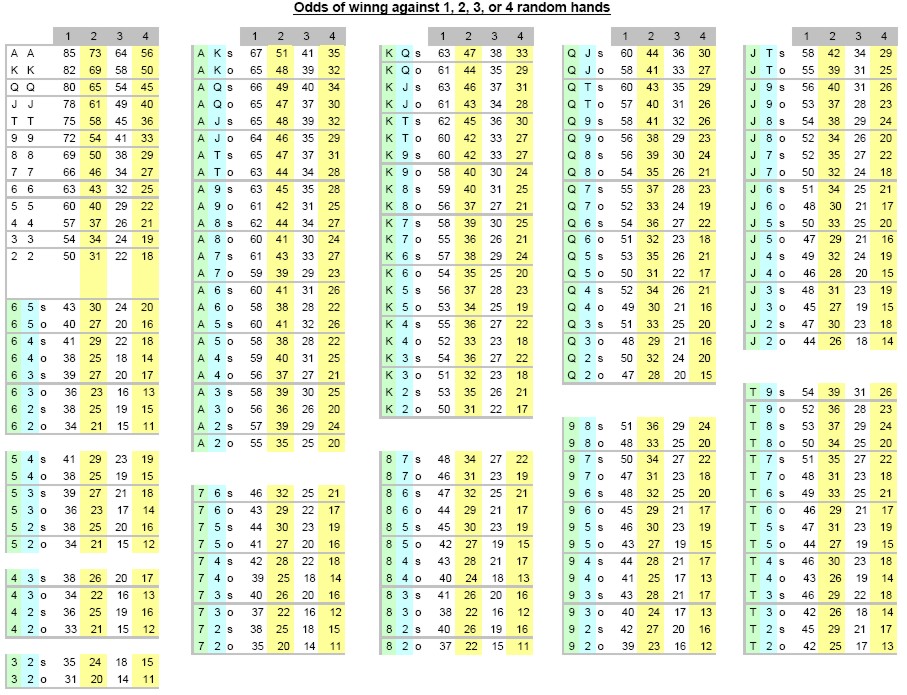 Odds of winng against 1, 2, 3, or 4 random hands
1 2 3 4
A A 85 73 64 56
K K 82 69 58 50
Q Q 80 65 54 45
J J 78 61 49 40
T T 75 58 45 36
9 9 72 54 41 33
8 8 69 50 38 29
7 7 66 46 34 27
6 6 63 43 32 25
5 5 60 40 29 22
4 4 57 37 26 21
3 3 54 34 24 19
2 2 50 31 22 18
6 5 s 43 30 24 20
6 5 o 40 27 20 16
6 4 s 41 29 22 18
6 4 o 38 25 18 14
6 3 s 39 27 20 17
6 3 o 36 23 16 13
6 2 s 38 25 19 15
6 2 o 34 21 15 11
5 4 s 41 29 23 19
5 4 o 38 25 19 15
5 3 s 39 27 21 18
5 3 o 36 23 17 14
5 2 s 38 25 20 16
5 2 o 34 21 15 12
4 3 s 38 26 20 17
4 3 o 34 22 16 13
4 2 s 36 25 19 16
4 2 o 33 21 15 12
3 2 s 35 24 18 15
3 2 o 31 20 14 11
1 2 3 4
A K s 67 51 41 35
A K o 65 48 39 32
A Q s 66 49 40 34
A Q o 65 47 37 30
A J s 65 48 39 32
A J o 64 46 35 29
A T s 65 47 37 31
A T o 63 44 34 28
A 9 s 63 45 35 28
A 9 o 61 42 31 25
A 8 s 62 44 34 27
A 8 o 60 41 30 24
A 7 s 61 43 33 27
A 7 o 59 39 29 23
A 6 s 60 41 31 26
A 6 o 58 38 28 22
A 5 s 60 41 32 26
A 5 o 58 38 28 22
A 4 s 59 40 31 25
A 4 o 56 37 27 21
A 3 s 58 39 30 25
A 3 o 56 36 26 20
A 2 s 57 39 29 24
A 2 o 55 35 25 20
7 6 s 46 32 25 21
7 6 o 43 29 22 17
7 5 s 44 30 23 19
7 5 o 41 27 20 16
7 4 s 42 28 22 18
7 4 o 39 25 18 14
7 3 s 40 26 20 16
7 3 o 37 22 16 12
7 2 s 38 25 18 15
7 2 o 35 20 14 11
1 2 3 4
K Q s 63 47 38 33
K Q o 61 44 35 29
K J s 63 46 37 31
K J o 61 43 34 28
K T s 62 45 36 30
K T o 60 42 33 27
K 9 s 60 42 33 27
K 9 o 58 40 30 24
K 8 s 59 40 31 25
K 8 o 56 37 27 21
K 7 s 58 39 30 25
K 7 o 55 36 26 21
K 6 s 57 38 29 24
K 6 o 54 35 25 20
K 5 s 56 37 28 23
K 5 o 53 34 25 19
K 4 s 55 36 27 22
K 4 o 52 33 23 18
K 3 s 54 36 27 22
K 3 o 51 32 23 18
K 2 s 53 35 26 21
K 2 o 50 31 22 17
8 7 s 48 34 27 22
8 7 o 46 31 23 19
8 6 s 47 32 25 21
8 6 o 44 29 21 17
8 5 s 45 30 23 19
8 5 o 42 27 19 15
8 4 s 43 28 21 17
8 4 o 40 24 18 13
8 3 s 41 26 20 16
8 3 o 38 22 16 12
8 2 s 40 26 19 16
8 2 o 37 22 15 11
1 2 3 4
Q J s 60 44 36 30
Q J o 58 41 33 27
Q T s 60 43 35 29
Q T o 57 40 31 26
Q 9 s 58 41 32 26
Q 9 o 56 38 29 23
Q 8 s 56 39 30 24
Q 8 o 54 35 26 21
Q 7 s 55 37 28 23
Q 7 o 52 33 24 19
Q 6 s 54 36 27 22
Q 6 o 51 32 23 18
Q 5 s 53 35 26 21
Q 5 o 50 31 22 17
Q 4 s 52 34 26 21
Q 4 o 49 30 21 16
Q 3 s 51 33 25 20
Q 3 o 48 29 21 16
Q 2 s 50 32 24 20
Q 2 o 47 28 20 15
9 8 s 51 36 29 24
9 8 o 48 33 25 20
9 7 s 50 34 27 22
9 7 o 47 31 23 18
9 6 s 48 32 25 20
9 6 o 45 29 21 17
9 5 s 46 30 23 19
9 5 o 43 27 19 15
9 4 s 44 28 21 17
9 4 o 41 25 17 13
9 3 s 43 28 21 17
9 3 o 40 24 17 13
9 2 s 42 27 20 16
9 2 o 39 23 16 12
1 2 3 4
J T s 58 42 34 29
J T o 55 39 31 25
J 9 s 56 40 31 26
J 9 o 53 37 28 23
J 8 s 54 38 29 24
J 8 o 52 34 26 20
J 7 s 52 35 27 22
J 7 o 50 32 24 18
J 6 s 51 34 25 21
J 6 o 48 30 21 17
J 5 s 50 33 25 20
J 5 o 47 29 21 16
J 4 s 49 32 24 19
J 4 o 46 28 20 15
J 3 s 48 31 23 19
J 3 o 45 27 19 15
J 2 s 47 30 23 18
J 2 o 44 26 18 14
T 9 s 54 39 31 26
T 9 o 52 36 28 23
T 8 s 53 37 29 24
T 8 o 50 34 25 20
T 7 s 51 35 27 22
T 7 o 48 31 23 18
T 6 s 49 33 25 21
T 6 o 46 29 21 17
T 5 s 47 31 23 19
T 5 o 44 27 19 15
T 4 s 46 30 23 18
T 4 o 43 26 19 14
T 3 s 46 29 22 18
T 3 o 42 26 18 14
T 2 s 45 29 21 17
T 2 o 42 25 17 13